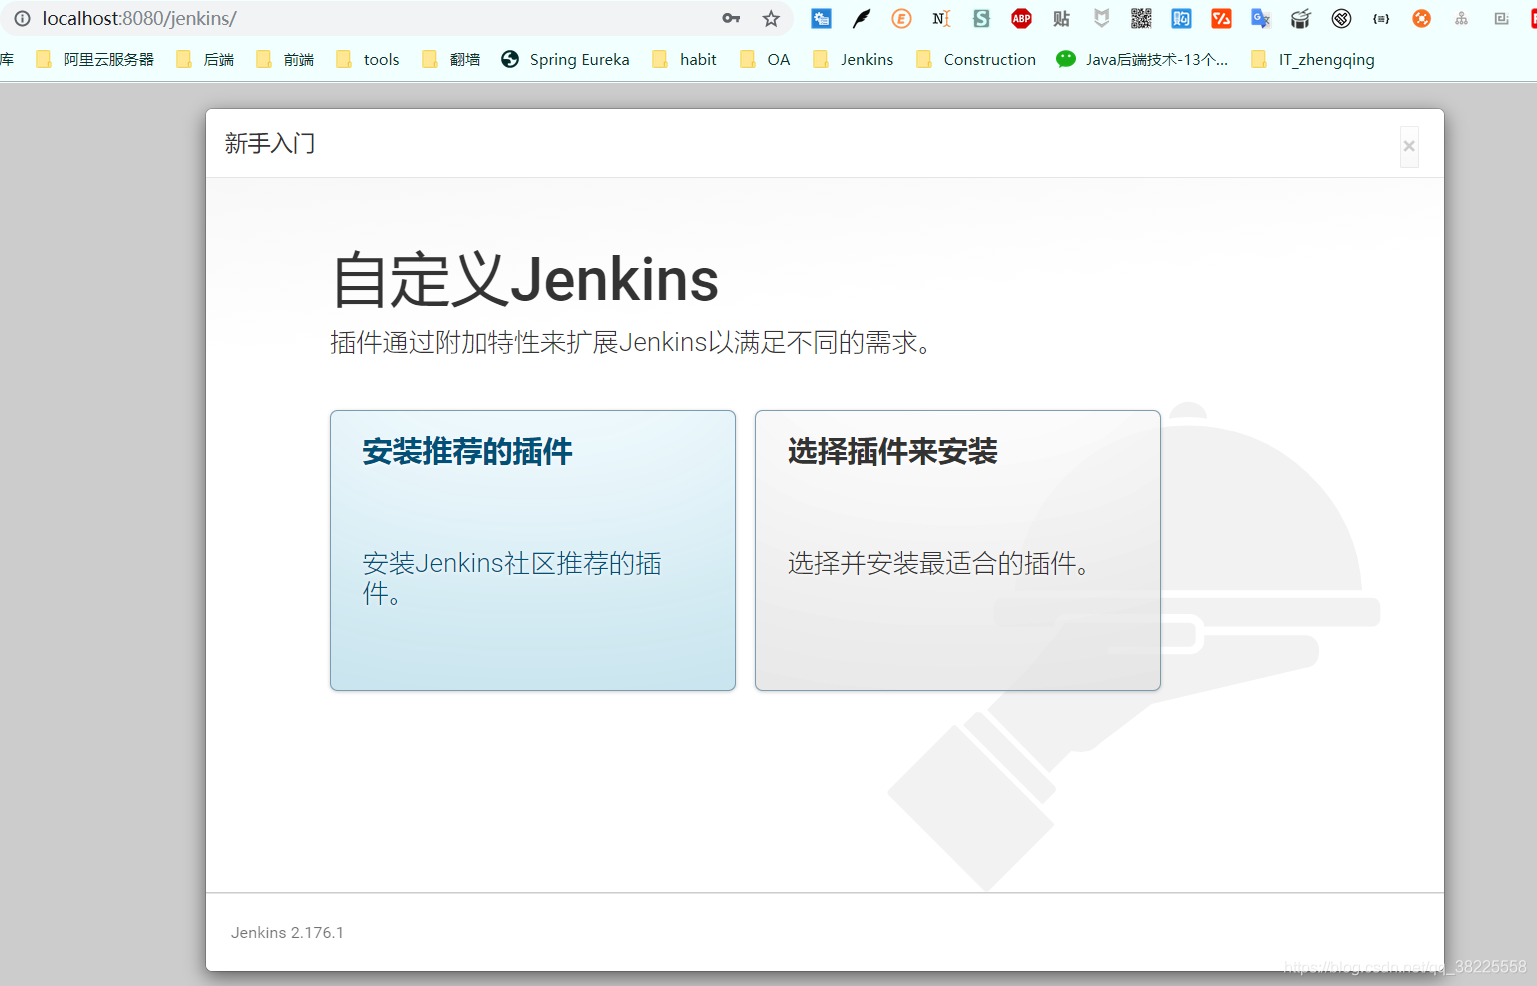 localhost:8080/jenkins/
库 阿里云服务器 后端 前端 tools 翻墙 Spring Eureka habit OA Jenkins Construction Java后端技术-13个... IT_zhengqing
新手入门
×
自定义Jenkins
插件通过附加特性来扩展Jenkins以满足不同的需求。
安装推荐的插件
安装Jenkins社区推荐的插
件。
选择插件来安装
选择并安装最适合的插件。
Jenkins 2.176.1
https://blog.csdn.net/qq_38225558